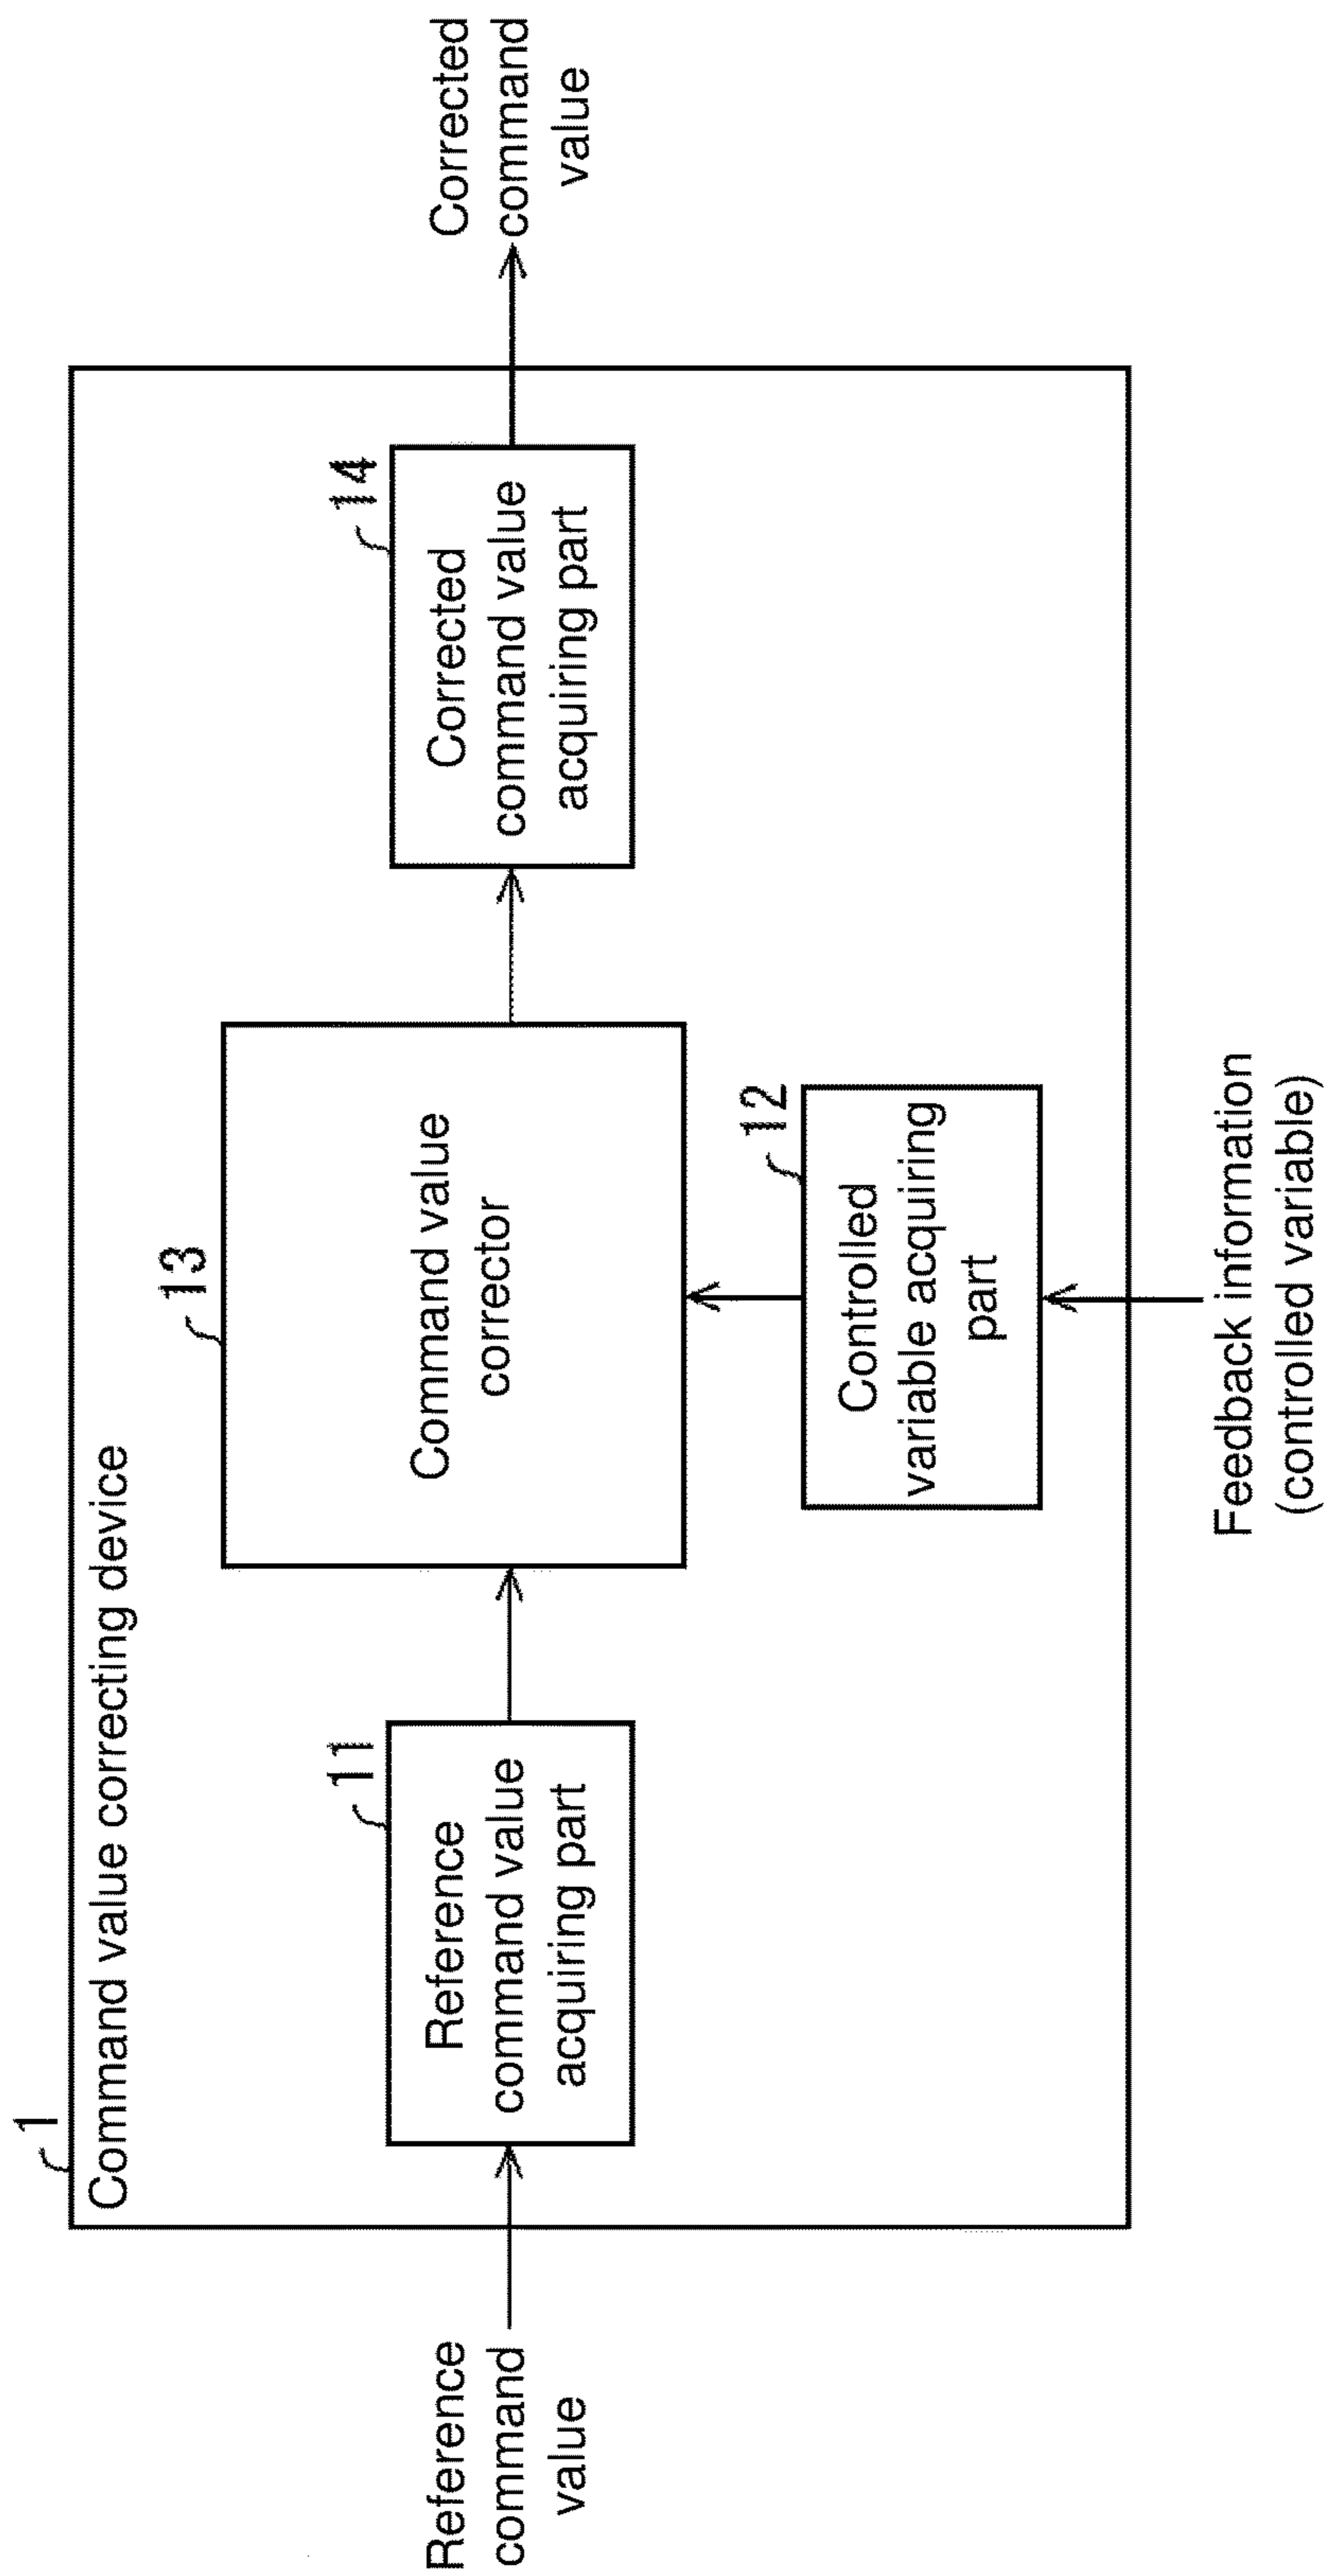 1
Command value correcting device
Reference
command
value
11
Reference
command value
acquiring part
13
Command value
corrector
12
Controlled
variable acquiring
part
Feedback information
(controlled variable)
14
Corrected
command value
acquiring part
Corrected
command
value